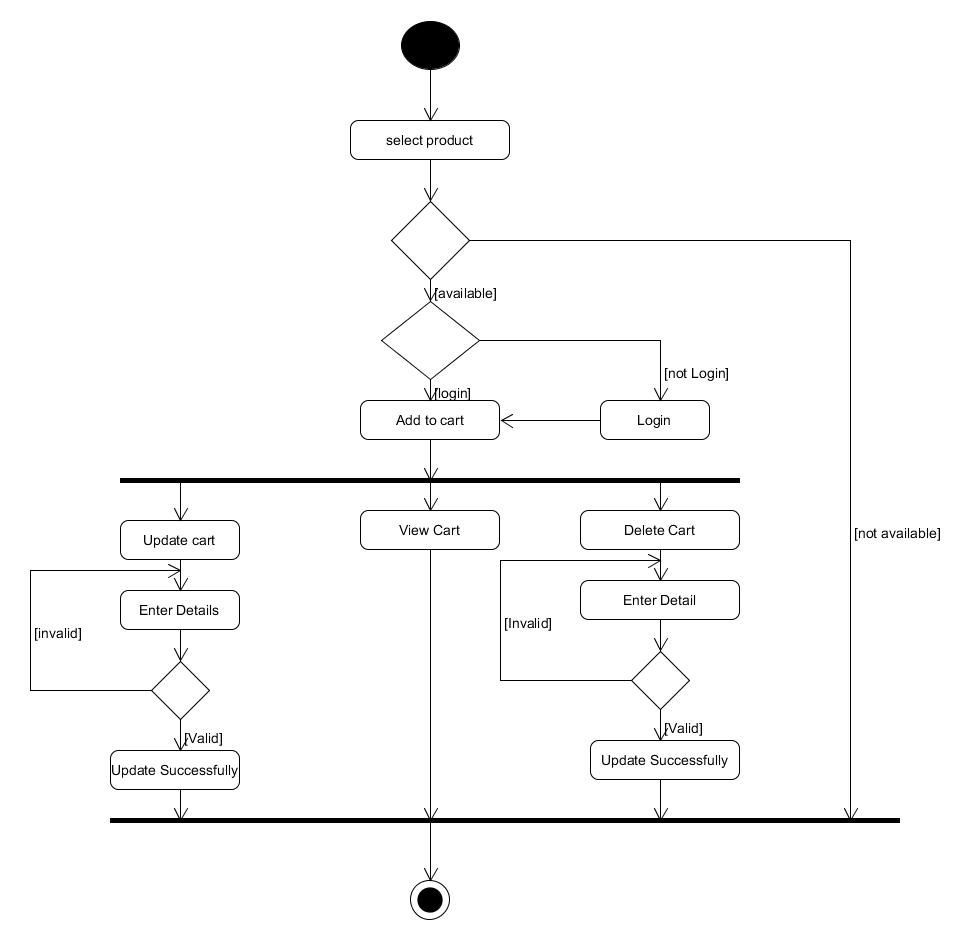 select product
[available]
[not Login]
[login]
Add to cart
Login
Update cart
View Cart
Delete Cart
[not available]
Enter Details
Enter Detail
[invalid]
[Invalid]
[Valid]
[Valid]
Update Successfully
Update Successfully